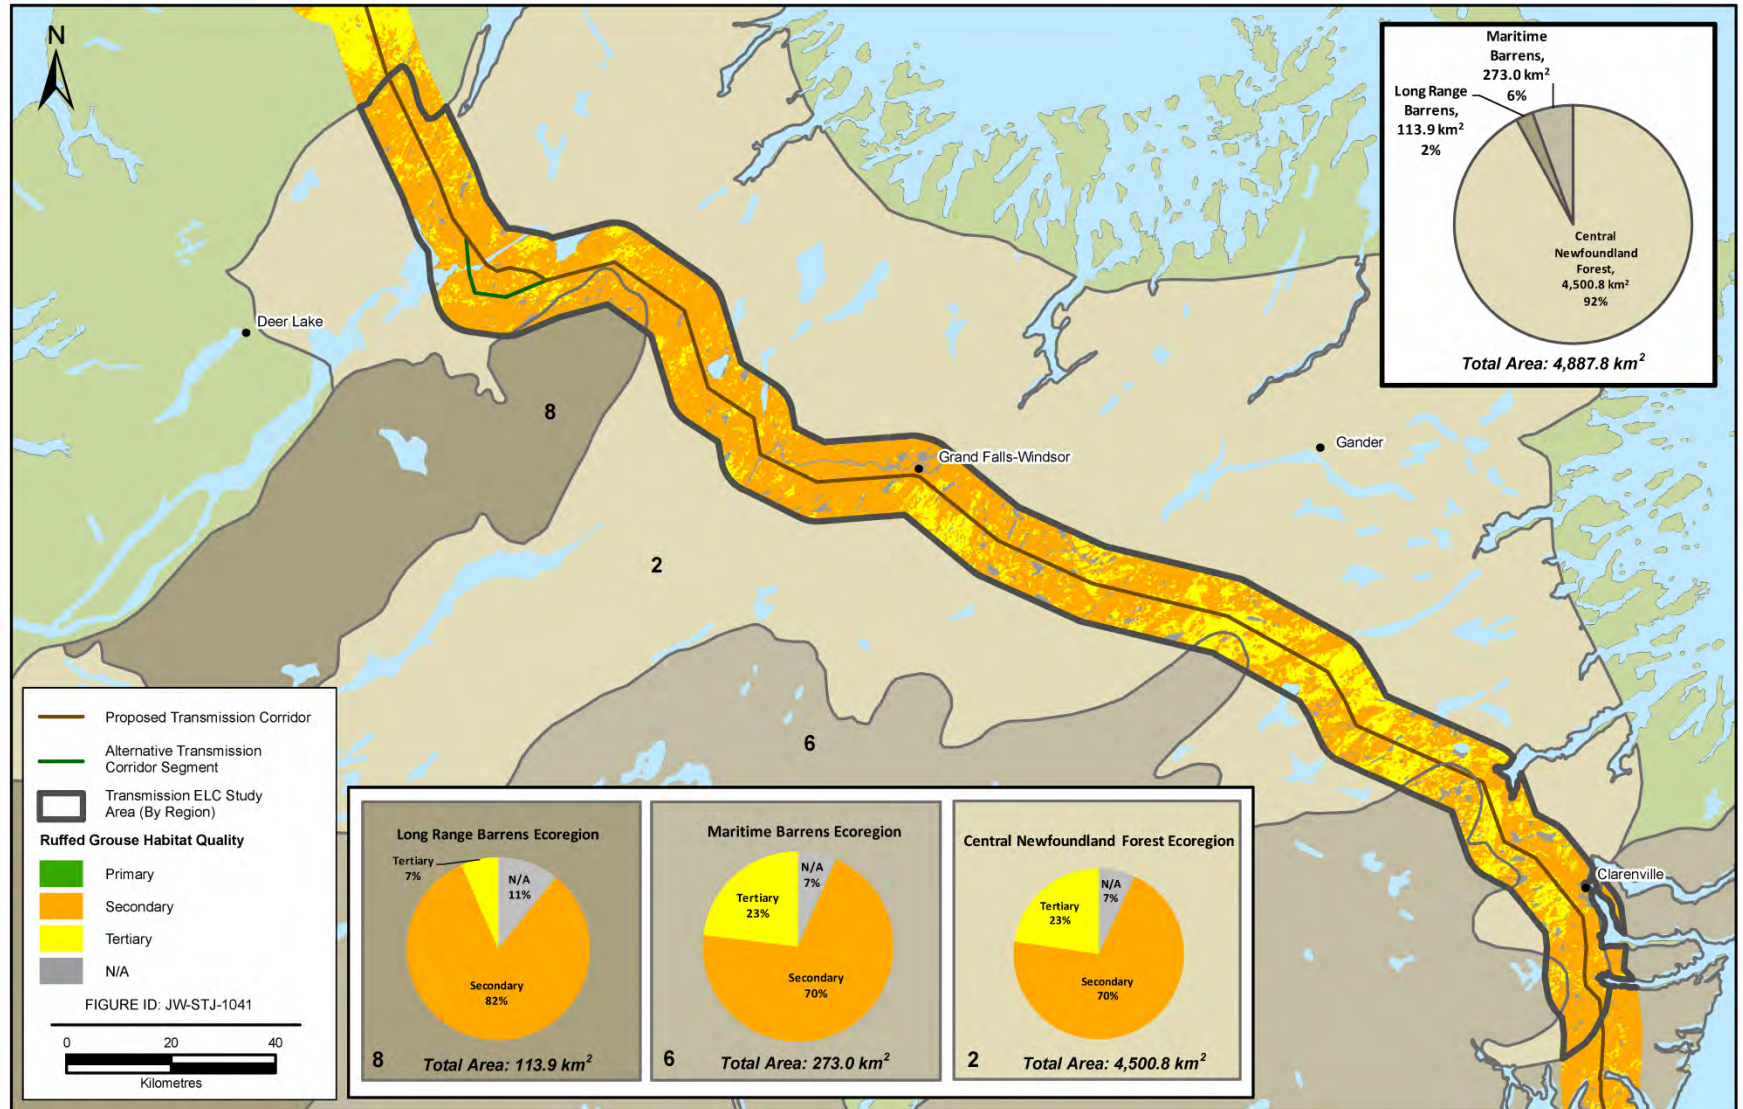 N
Maritime
Barrens,
273.0 km²
6%
Long Range
Barrens,
113.9 km²
2%
Central
Newfoundland
Forest,
4,500.8 km²
92%
Total Area: 4,887.8 km²
Deer Lake
8
Gander
Grand Falls-Windsor
2
6
Clarenville
Proposed Transmission Corridor
Alternative Transmission
Corridor Segment
Transmission ELC Study
Area (By Region)
Ruffed Grouse Habitat Quality
Primary
Secondary
Tertiary
N/A
FIGURE ID: JW-STJ-1041
0 20 40
Kilometres
Long Range Barrens Ecoregion
Tertiary
7%
N/A
11%
Secondary
82%
8 Total Area: 113.9 km²
Maritime Barrens Ecoregion
N/A
7%
Tertiary
23%
Secondary
70%
6 Total Area: 273.0 km²
Central Newfoundland Forest Ecoregion
N/A
7%
Tertiary
23%
Secondary
70%
2 Total Area: 4,500.8 km²